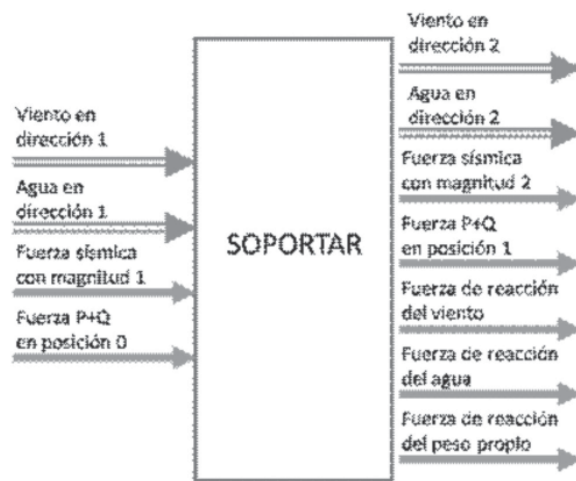 Viento en
dirección 1
Agua en
dirección 1
Fuerza sísmica
con magnitud 1
Fuerza P+Q
en posición 0
SOPORTAR
Viento en
dirección 2
Agua en
dirección 2
Fuerza sísmica
con magnitud 2
Fuerza P+Q
en posición 1
Fuerza de reacción
del viento
Fuerza de reacción
del agua
Fuerza de reacción
del peso propio